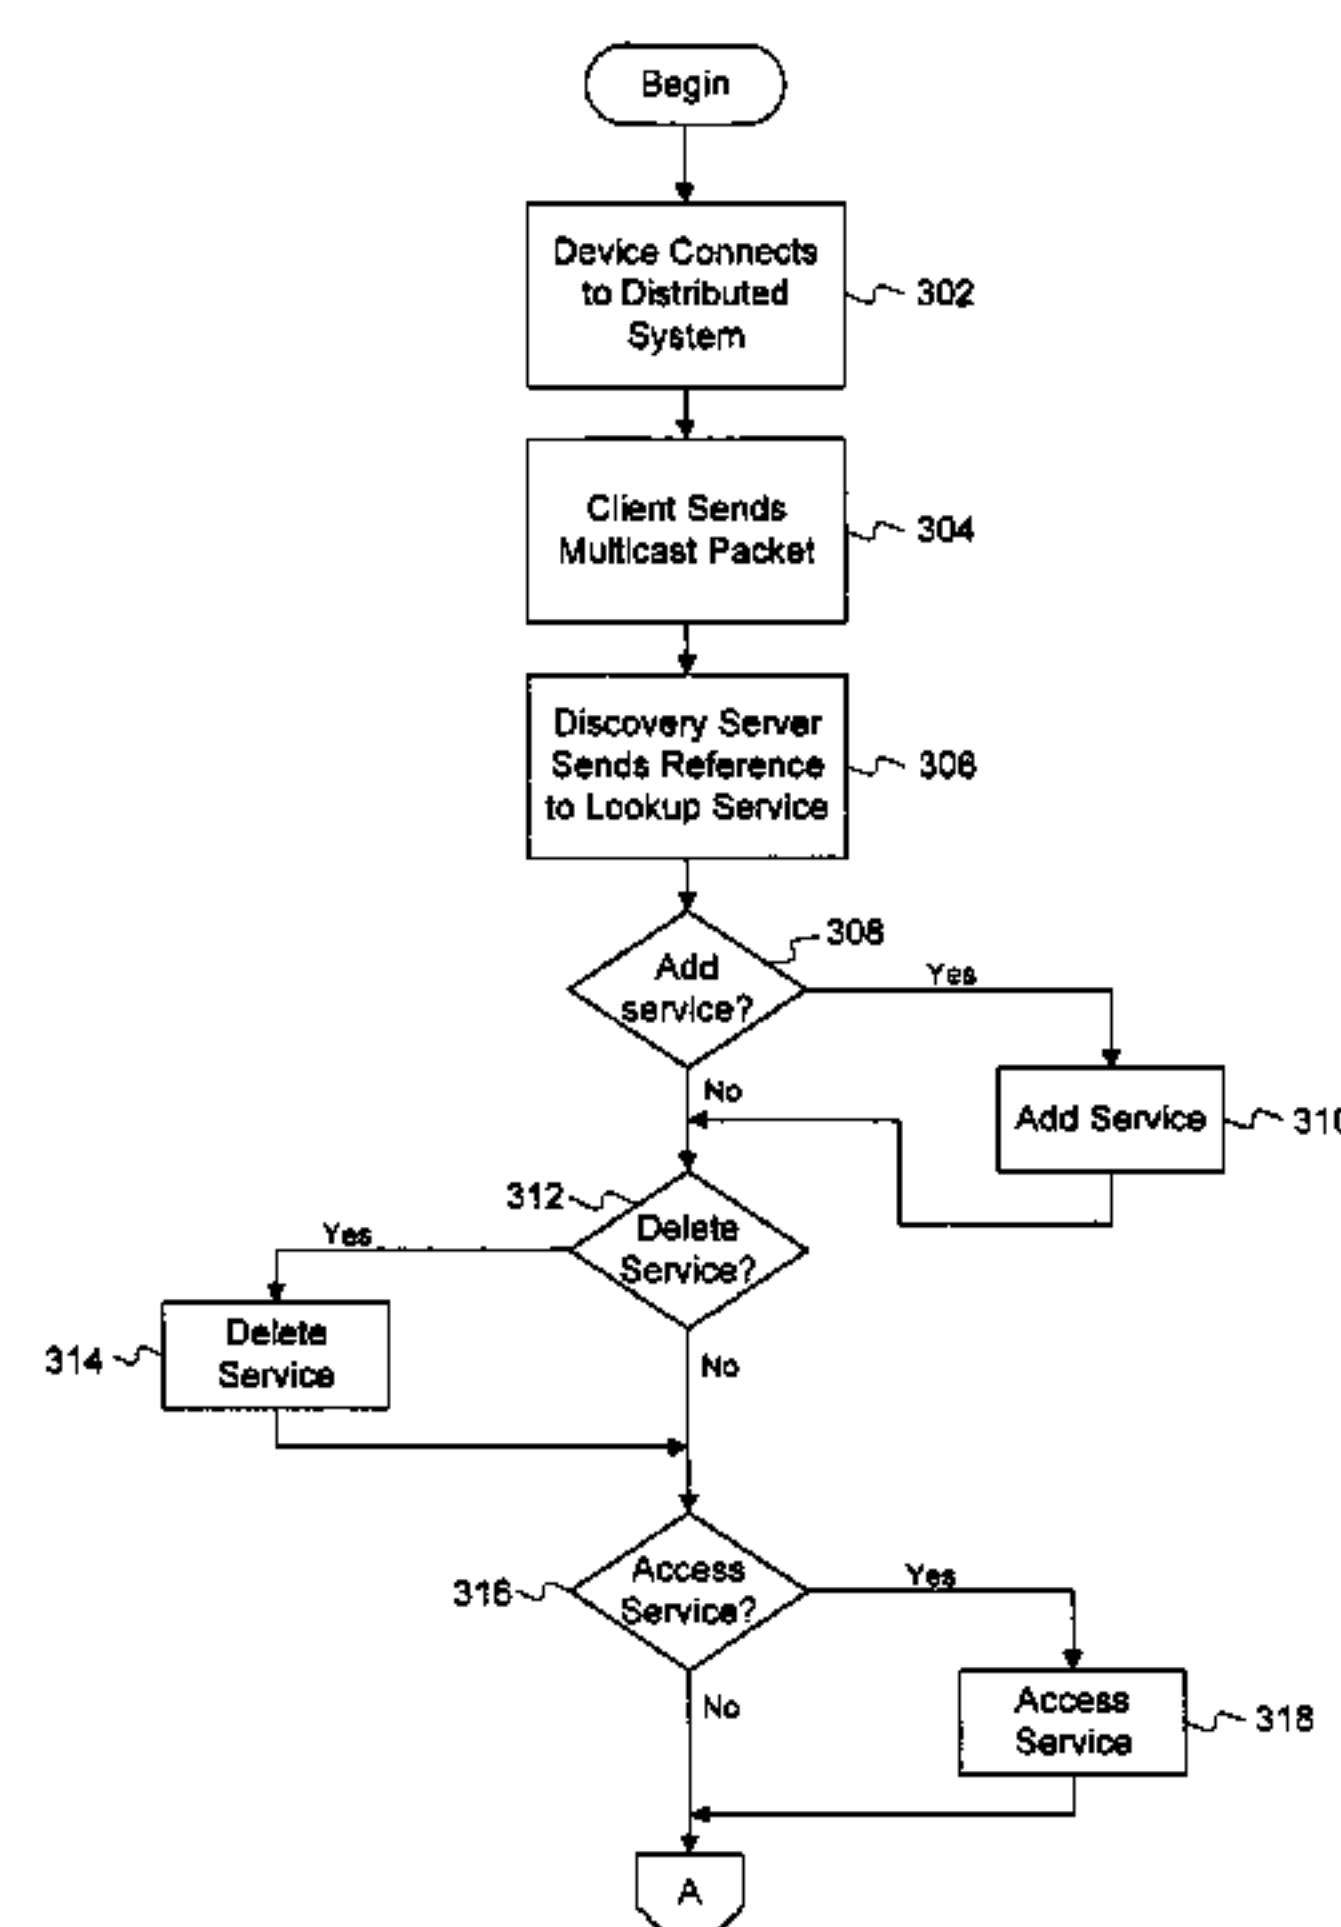 Begin
Device Connects
to Distributed
System
302
Client Sends
Multicast Packet
304
Discovery Server
Sends Reference
to Lookup Service
306
308
Add
service?
Yes
No
Add Service
310
312
Delete
Service?
Yes
Delete
Service
314
No
316
Access
Service?
Yes
No
Access
Service
318
A